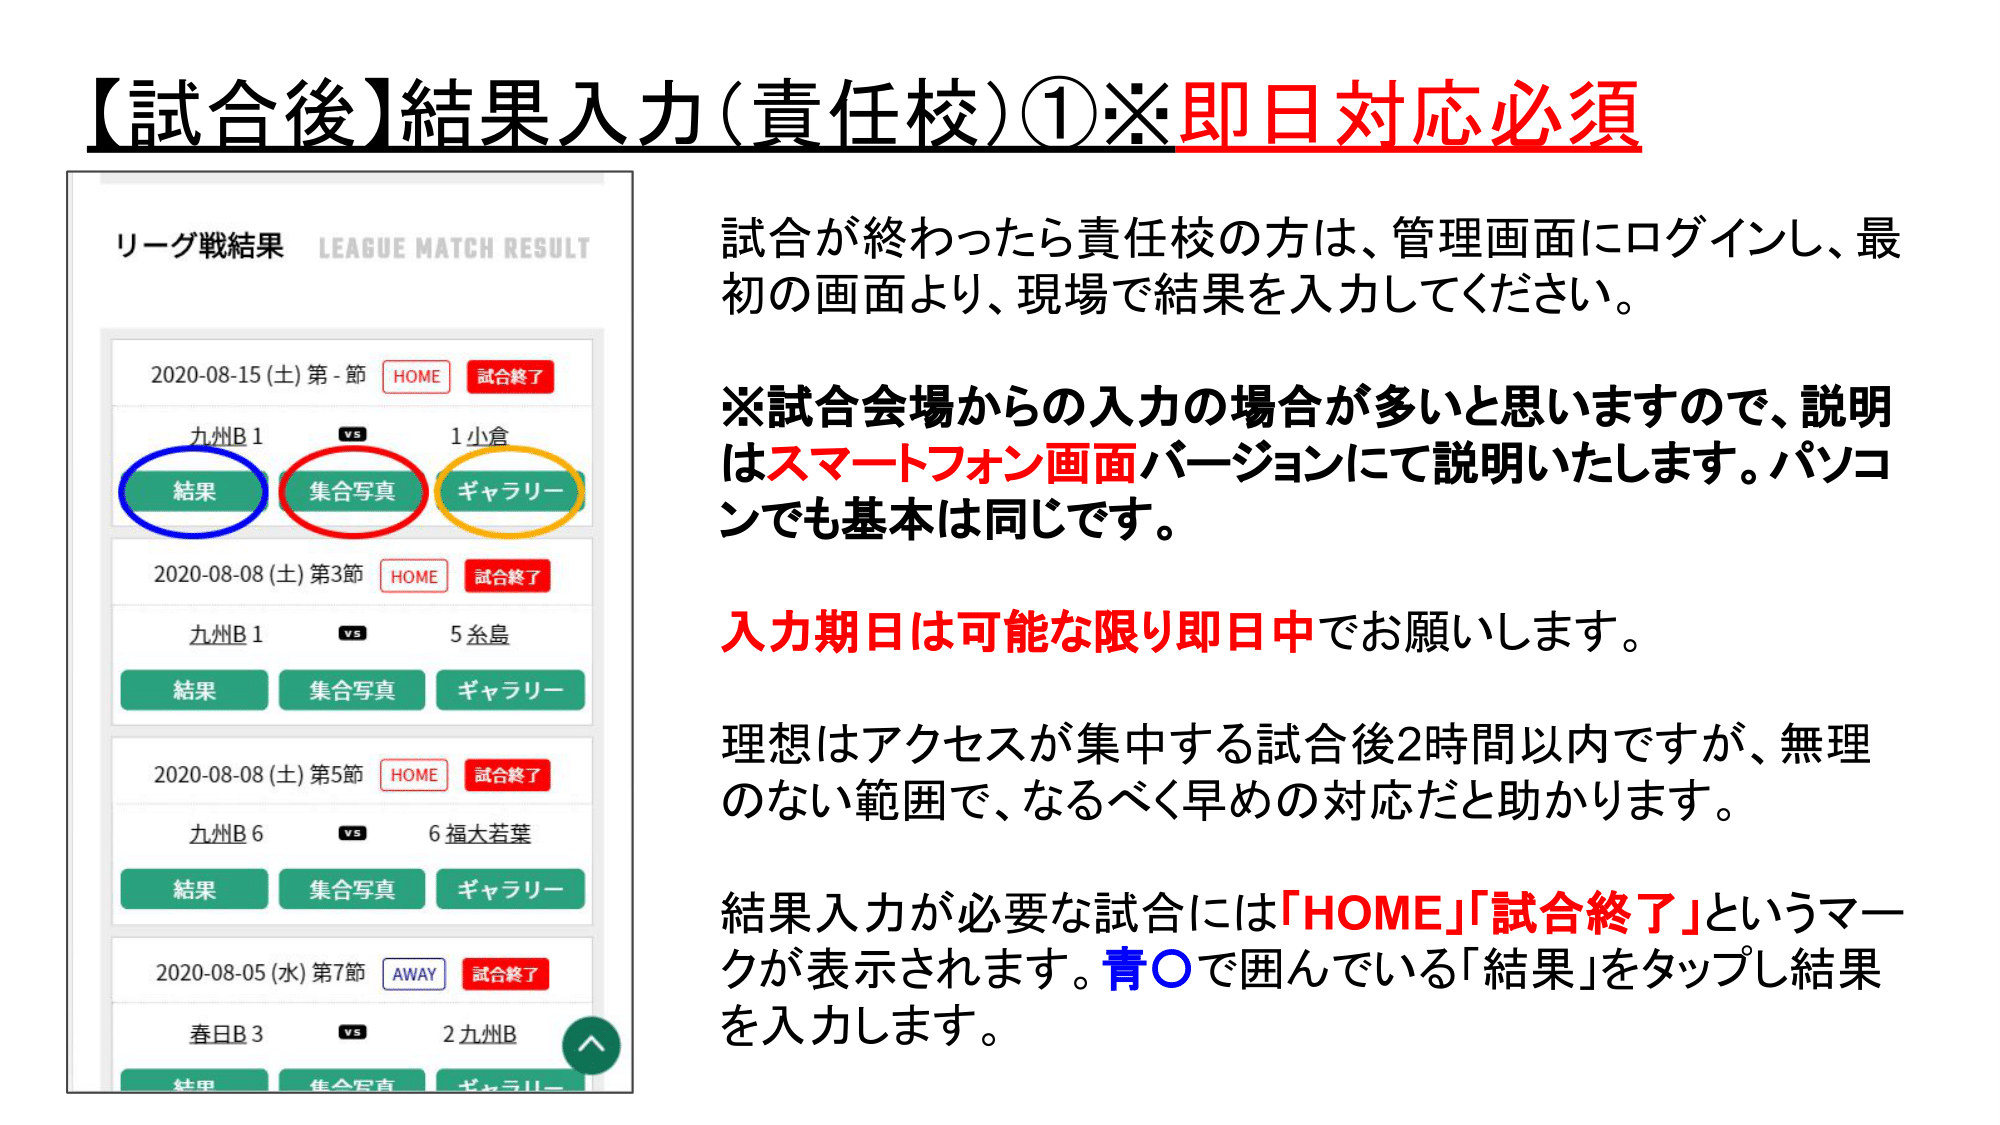 【試合後】結果入力（責任校）①※即日対応必須
リーグ戦結果 LEAGUE MATCH RESULT
2020-08-15 (土) 第 - 節 HOME 試合終了
九州B 1 VS 1 小倉
結果 集合写真 ギャラリー
2020-08-08 (土) 第3節 HOME 試合終了
九州B 1 VS 5 糸島
結果 集合写真 ギャラリー
2020-08-08 (土) 第5節 HOME 試合終了
九州B 6 VS 6 福大若葉
結果 集合写真 ギャラリー
2020-08-05 (水) 第7節 AWAY 試合終了
春日B 3 VS 2 九州B
結果 集合写真 ギャラリー
試合が終わったら責任校の方は、管理画面にログインし、最
初の画面より、現場で結果を入力してください。
※試合会場からの入力の場合が多いと思いますので、説明
はスマートフォン画面バージョンにて説明いたします。パソコ
ンでも基本は同じです。
入力期日は可能な限り即日中でお願いします。
理想はアクセスが集中する試合後2時間以内ですが、無理
のない範囲で、なるべく早めの対応だと助かります。
結果入力が必要な試合には「HOME」「試合終了」というマー
クが表示されます。青〇で囲んでいる「結果」をタップし結果
を入力します。